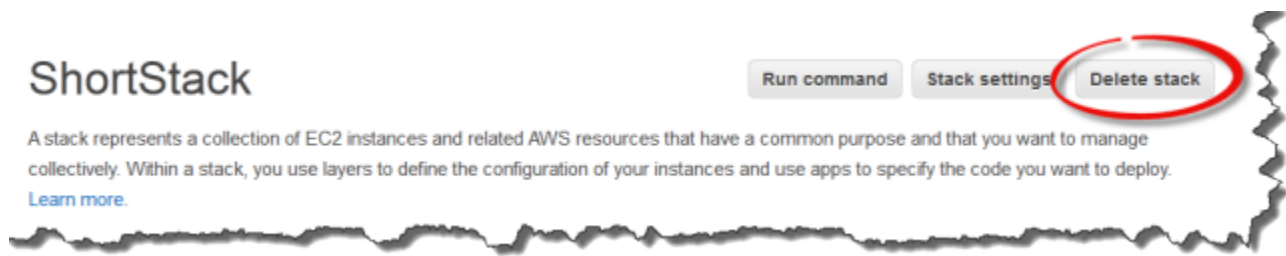 ShortStack
Run command Stack settings Delete stack
A stack represents a collection of EC2 instances and related AWS resources that have a common purpose and that you want to manage
collectively. Within a stack, you use layers to define the configuration of your instances and use apps to specify the code you want to deploy.
Learn more.